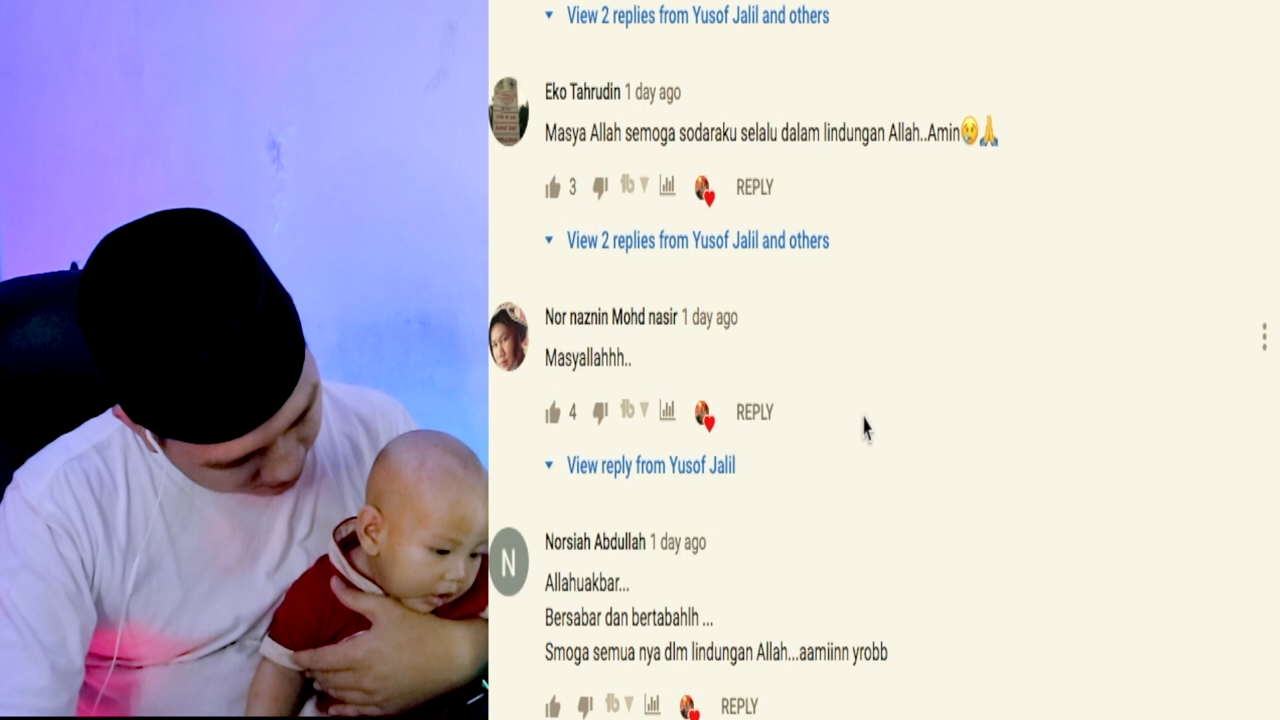 View 2 replies from Yusof Jalil and others
Eko Tahrudin 1 day ago
Masya Allah semoga sodaraku selalu dalam lindungan Allah..Amin😢🙏
3 REPLY
View 2 replies from Yusof Jalil and others
Nor naznin Mohd nasir 1 day ago
Masyallahhh..
4 REPLY
View reply from Yusof Jalil
N
Norsiah Abdullah 1 day ago
Allahuakbar...
Bersabar dan bertabahlh ...
Smoga semua nya dlm lindungan Allah...aamiinn yrobb
REPLY